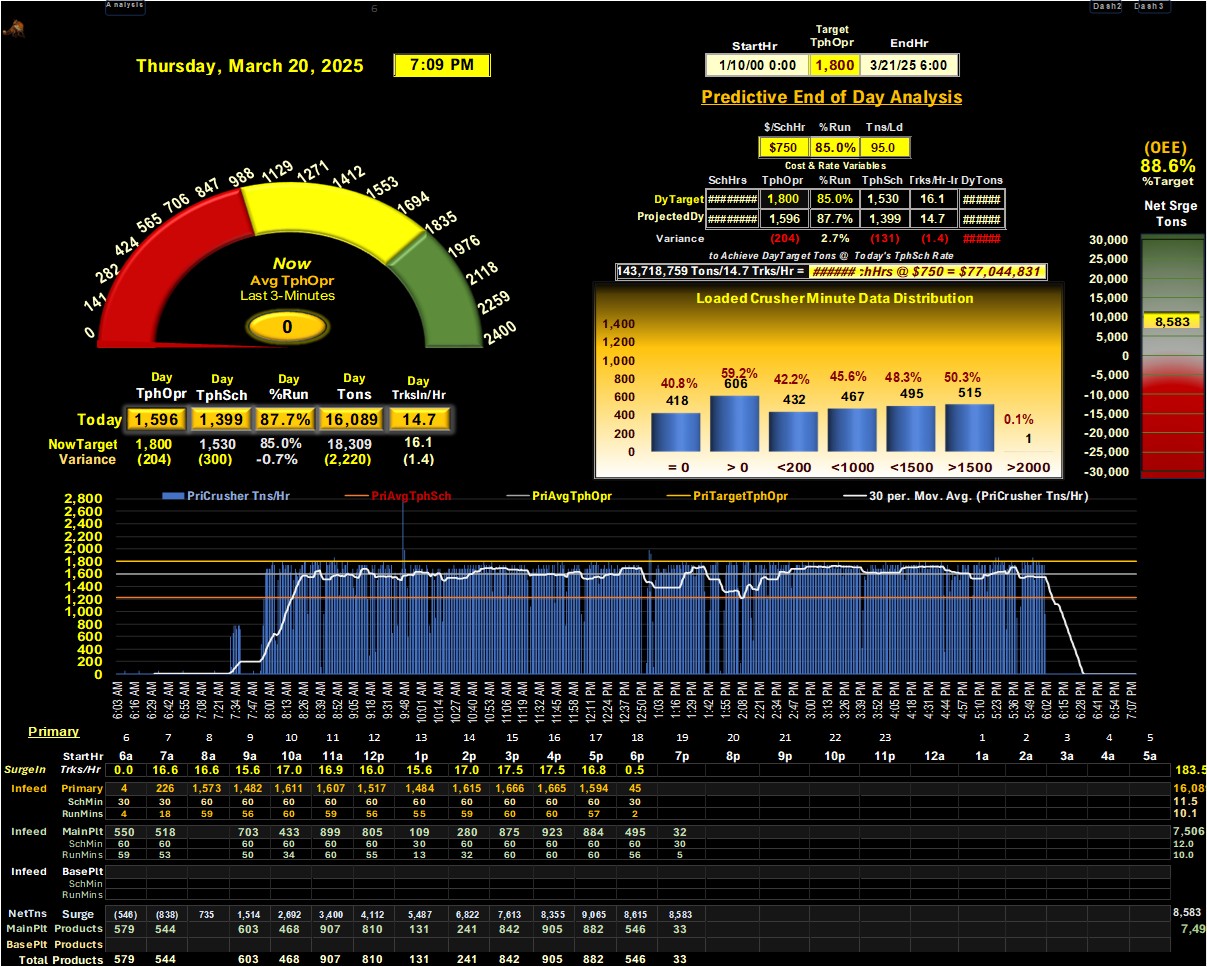 Analysis 6 Dash2 Dash3
Thursday, March 20, 2025 7:09 PM
StartHr Target TphOpr EndHr
1/10/00 0:00 1,800 3/21/25 6:00
Predictive End of Day Analysis
$/SchHr %Run Tns/Ld
$750 85.0% 95.0
Cost & Rate Variables
SchHrs TphOpr %Run TphSch Trks/Hr-Ir DyTons
DyTarget ######## 1,800 85.0% 1,530 16.1 ######
ProjectedDy ######## 1,596 87.7% 1,399 14.7 ######
Variance (204) 2.7% (131) (1.4) ######
to Achieve DayTarget Tons @ Today's TphSch Rate
143,718,759 Tons/14.7 Trks/Hr = ###### :hHrs @ $750 = $77,044,831
(OEE)
88.6%
%Target
Net Srge
Tons
30,000
25,000
20,000
15,000
10,000
8,583
5,000
0
-5,000
-10,000
-15,000
-20,000
-25,000
-30,000
0 141 282 424 565 706 847 988 1129 1271 1412 1553 1694 1835 1976 2118 2259 2400
Now
Avg TphOpr
Last 3-Minutes
0
Loaded Crusher Minute Data Distribution
1,400
1,200
1,000
800
600
400
200
0
40.8% 59.2% 42.2% 45.6% 48.3% 50.3% 0.1%
418 606 432 467 495 515 1
= 0 > 0 <200 <1000 <1500 >1500 >2000
Day Day Day Day Day
TphOpr TphSch %Run Tons TrksIn/Hr
Today 1,596 1,399 87.7% 16,089 14.7
NowTarget 1,800 1,530 85.0% 18,309 16.1
Variance (204) (300) -0.7% (2,220) (1.4)
PriCrusher Tns/Hr PriAvgTphSch PriAvgTphOpr PriTargetTphOpr 30 per. Mov. Avg. (PriCrusher Tns/Hr)
2,800
2,600
2,400
2,200
2,000
1,800
1,600
1,400
1,200
1,000
800
600
400
200
0
6:03 AM 6:16 AM 6:29 AM 6:42 AM 6:55 AM 7:08 AM 7:21 AM 7:34 AM 7:47 AM 8:00 AM 8:13 AM 8:26 AM 8:39 AM 8:52 AM 9:05 AM 9:18 AM 9:31 AM 9:48 AM 10:01 AM 10:14 AM 10:27 AM 10:40 AM 10:53 AM 11:06 AM 11:19 AM 11:32 AM 11:45 AM 11:58 AM 12:11 PM 12:24 PM 12:37 PM 12:50 PM 1:03 PM 1:16 PM 1:29 PM 1:42 PM 1:55 PM 2:08 PM 2:21 PM 2:34 PM 2:47 PM 3:00 PM 3:13 PM 3:26 PM 3:39 PM 3:52 PM 4:05 PM 4:18 PM 4:31 PM 4:44 PM 4:57 PM 5:10 PM 5:23 PM 5:36 PM 5:49 PM 6:02 PM 6:15 PM 6:28 PM 6:41 PM 6:54 PM 7:07 PM
Primary 6 7 8 9 10 11 12 13 14 15 16 17 18 19 20 21 22 23 1 2 3 4 5
StartHr 6a 7a 8a 9a 10a 11a 12p 1p 2p 3p 4p 5p 6p 7p 8p 9p 10p 11p 12a 1a 2a 3a 4a 5a
SurgeIn Trks/Hr 0.0 16.6 16.6 15.6 17.0 16.9 16.0 15.6 17.0 17.5 17.5 16.8 0.5 183.5
Infeed Primary 4 226 1,573 1,482 1,611 1,607 1,517 1,484 1,615 1,666 1,665 1,594 45 16,089
SchMin 30 30 60 60 60 60 60 60 60 60 60 60 30 11.5
RunMins 4 18 59 56 60 59 56 55 59 60 60 57 2 10.1
Infeed MainPlt 550 518 703 433 899 805 109 280 875 923 884 495 32 7,506
SchMin 60 60 60 60 60 60 30 60 60 60 60 60 30 12.0
RunMins 59 53 50 34 60 55 13 32 60 60 60 56 5 10.0
Infeed BasePlt
SchMin
RunMins
NetTns Surge (546) (838) 735 1,514 2,692 3,400 4,112 5,487 6,822 7,613 8,355 9,065 8,615 8,583 8,583
MainPlt Products 579 544 603 468 907 810 131 241 842 905 882 546 33 7,49
BasePlt Products
Total Products 579 544 603 468 907 810 131 241 842 905 882 546 33